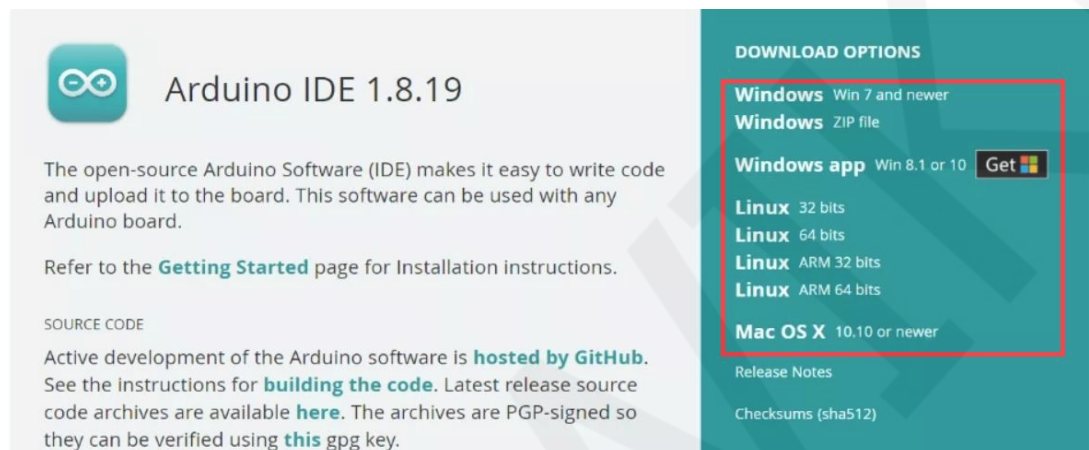 Arduino IDE 1.8.19
The open-source Arduino Software (IDE) makes it easy to write code
and upload it to the board. This software can be used with any
Arduino board.
Refer to the Getting Started page for Installation instructions.
SOURCE CODE
Active development of the Arduino software is hosted by GitHub.
See the instructions for building the code. Latest release source
code archives are available here. The archives are PGP-signed so
they can be verified using this gpg key.
DOWNLOAD OPTIONS
Windows Win 7 and newer
Windows ZIP file
Windows app Win 8.1 or 10 Get
Linux 32 bits
Linux 64 bits
Linux ARM 32 bits
Linux ARM 64 bits
Mac OS X 10.10 or newer
Release Notes
Checksums (sha512)